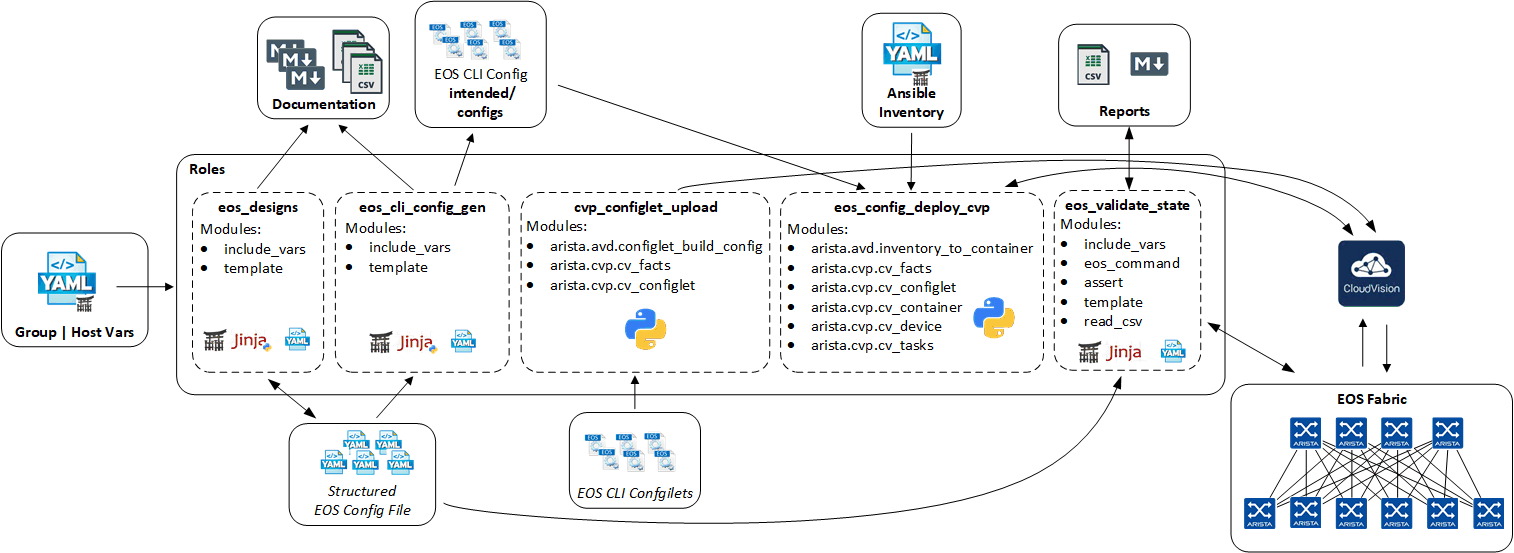 Documentation
CSV
EOS CLI Config
intended/
configs
EOS
EOS
EOS
EOS
EOS
EOS
YAML
Ansible
Inventory
CSV
Reports
Roles
eos_designs
Modules:
• include_vars
• template
Jinja
YAML
eos_cli_config_gen
Modules:
• include_vars
• template
Jinja
YAML
cvp_configlet_upload
Modules:
• arista.avd.configlet_build_config
• arista.cvp.cv_facts
• arista.cvp.cv_configlet
eos_config_deploy_cvp
Modules:
• arista.avd.inventory_to_container
• arista.cvp.cv_facts
• arista.cvp.cv_configlet
• arista.cvp.cv_container
• arista.cvp.cv_device
• arista.cvp.cv_tasks
eos_validate_state
Modules:
• include_vars
• eos_command
• assert
• template
• read_csv
Jinja
YAML
YAML
Group | Host Vars
CloudVision
YAML
YAML
YAML
YAML
YAML
Structured
EOS Config File
EOS
EOS
EOS
EOS
EOS
EOS
EOS CLI Confgilets
EOS Fabric
ARISTA
ARISTA
ARISTA
ARISTA
ARISTA
ARISTA
ARISTA
ARISTA
ARISTA
ARISTA